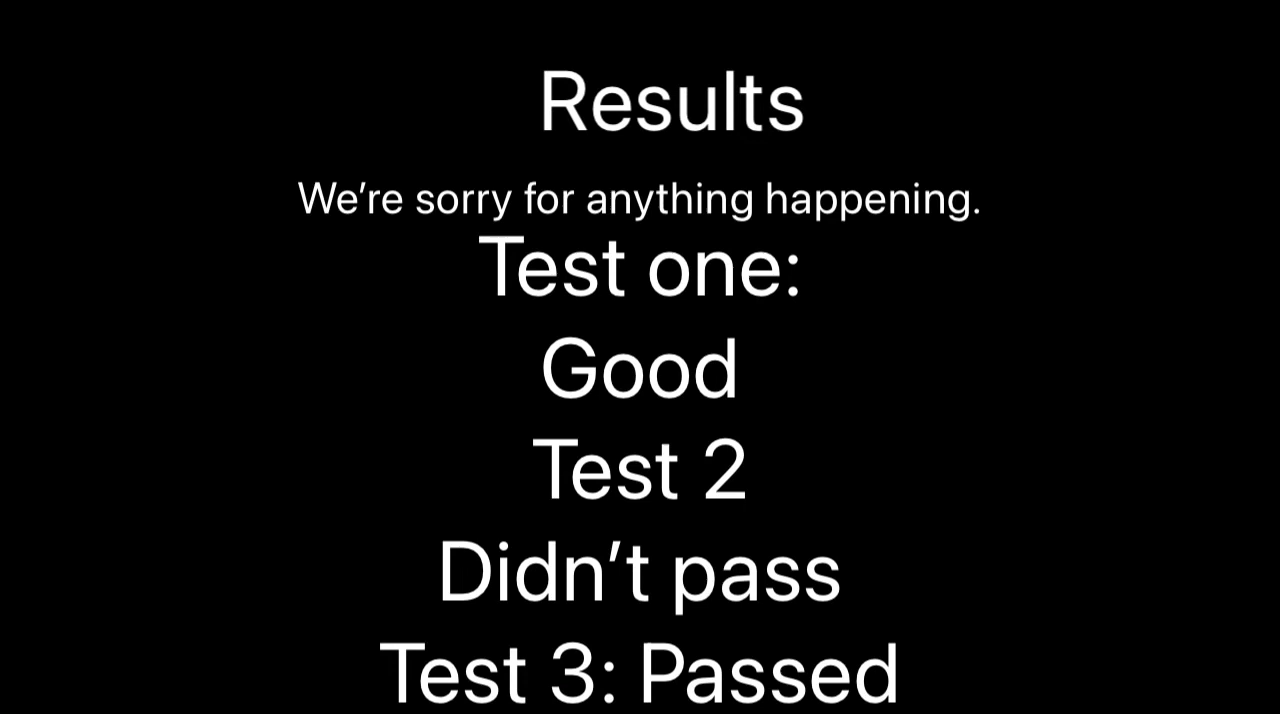 Results
We’re sorry for anything happening.
Test one:
Good
Test 2
Didn’t pass
Test 3: Passed